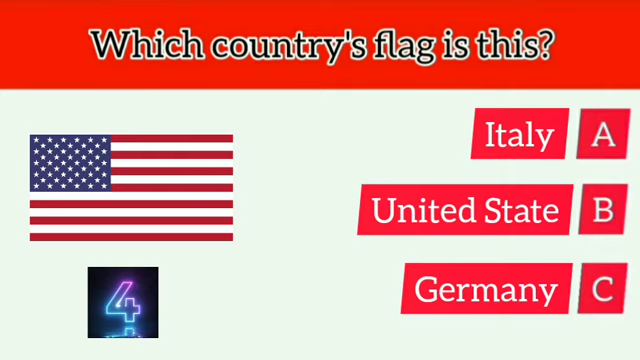 Which country's flag is this?
Italy A
United State B
Germany C
4